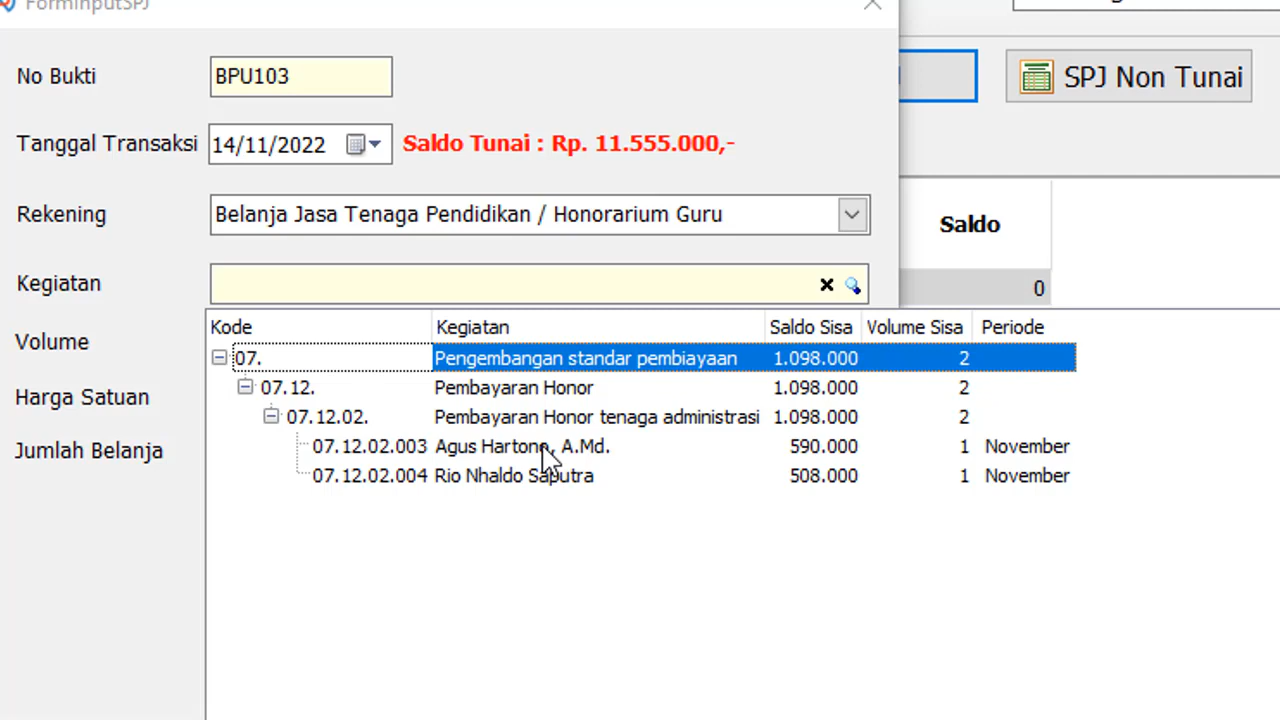 FormInputSPJ
No Bukti BPU103
SPJ Non Tunai
Tanggal Transaksi 14/11/2022 Saldo Tunai : Rp. 11.555.000,-
Rekening Belanja Jasa Tenaga Pendidikan / Honorarium Guru
Saldo
Kegiatan
0
Volume
Harga Satuan
Jumlah Belanja
Kode Kegiatan Saldo Sisa Volume Sisa Periode
07. Pengembangan standar pembiayaan 1.098.000 2
07.12. Pembayaran Honor 1.098.000 2
07.12.02. Pembayaran Honor tenaga administrasi 1.098.000 2
07.12.02.003 Agus Hartono, A.Md. 590.000 1 November
07.12.02.004 Rio Nhaldo Saputra 508.000 1 November